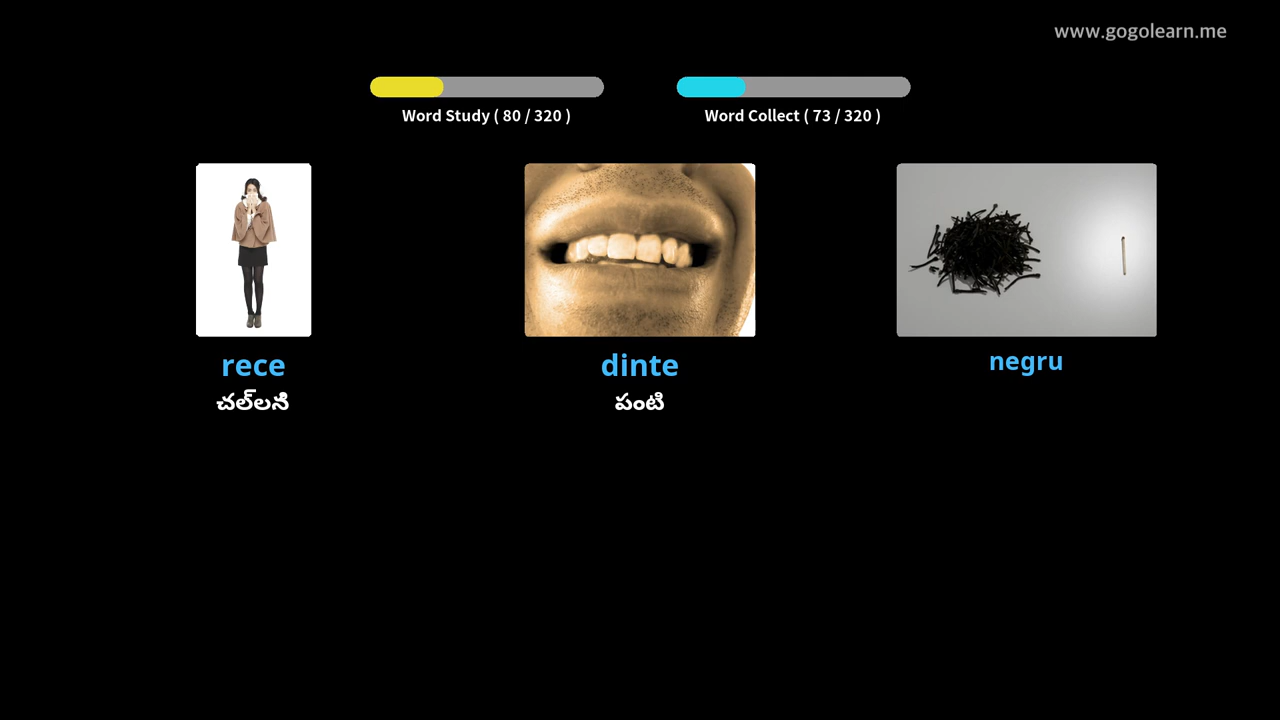 www.gogolearn.me
Word Study ( 80 / 320 )
Word Collect ( 73 / 320 )
rece
చల్లని
dinte
పంటి
negru